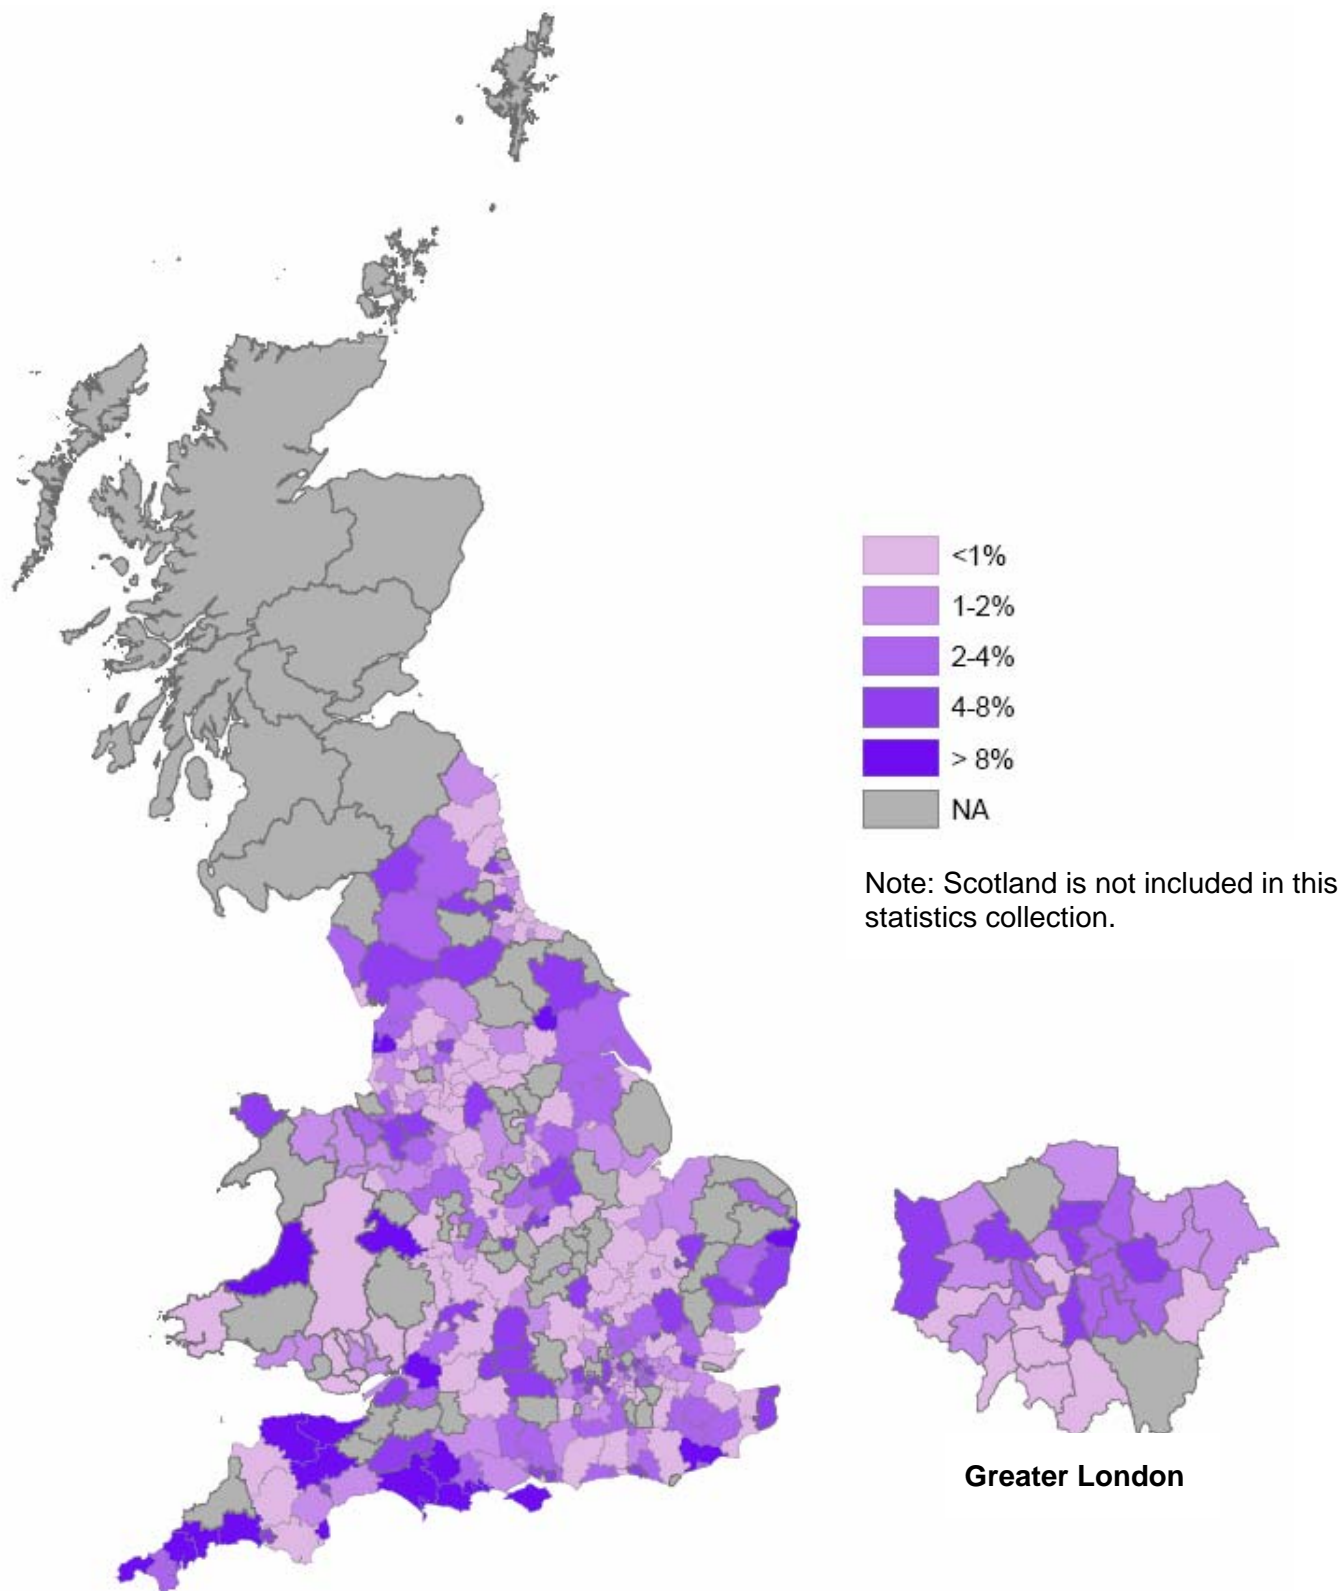 <1%
1-2%
2-4%
4-8%
> 8%
NA
Note: Scotland is not included in this
statistics collection.
Greater London